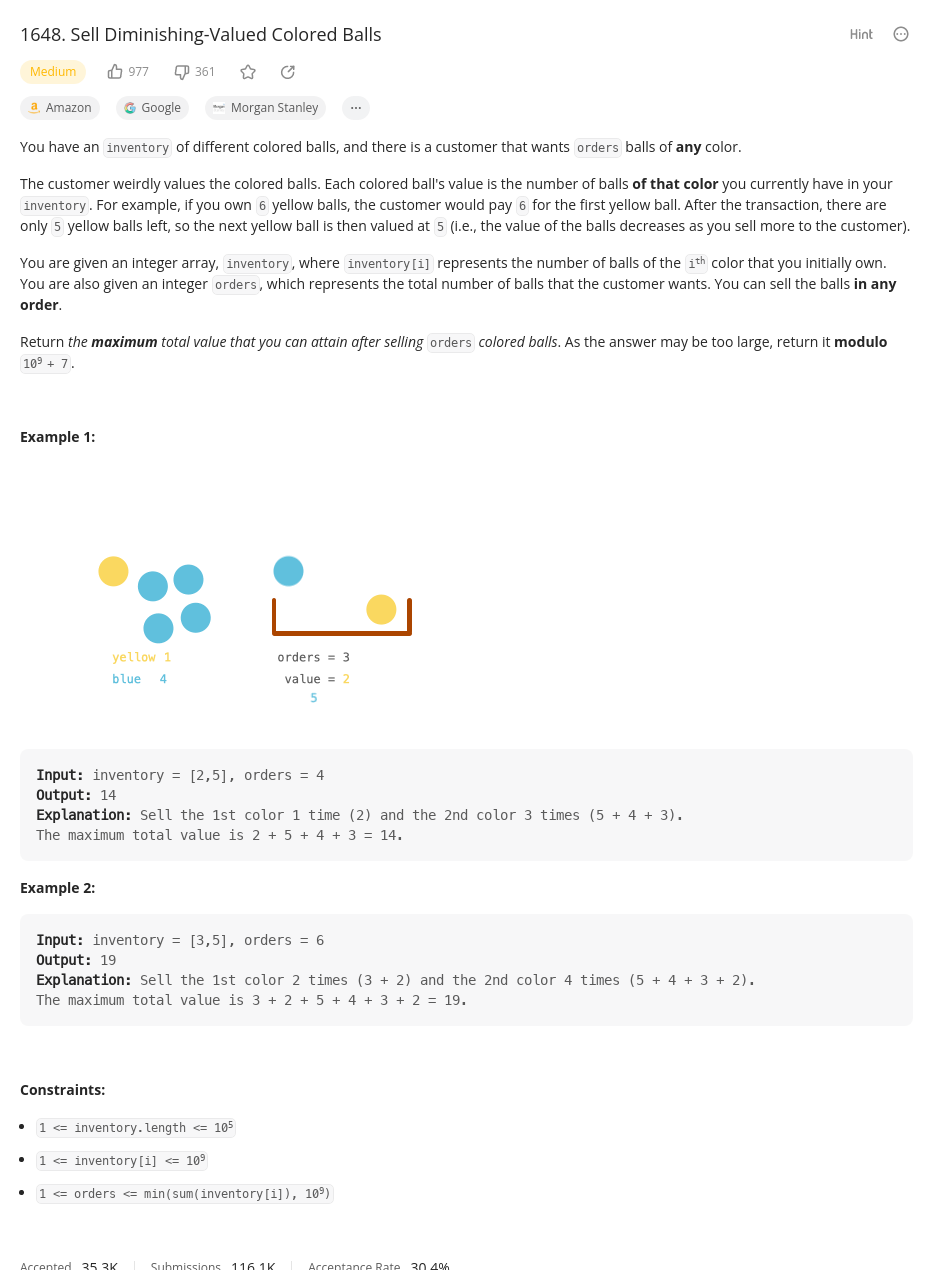 1648. Sell Diminishing-Valued Colored Balls
Hint
Medium
977
361
Amazon
Google
Morgan Stanley
You have an inventory of different colored balls, and there is a customer that wants orders balls of any color.
The customer weirdly values the colored balls. Each colored ball's value is the number of balls of that color you currently have in your
inventory. For example, if you own 6 yellow balls, the customer would pay 6 for the first yellow ball. After the transaction, there are
only 5 yellow balls left, so the next yellow ball is then valued at 5 (i.e., the value of the balls decreases as you sell more to the customer).
You are given an integer array, inventory, where inventory[i] represents the number of balls of the iᵗʰ color that you initially own.
You are also given an integer orders, which represents the total number of balls that the customer wants. You can sell the balls in any
order.
Return the maximum total value that you can attain after selling orders colored balls. As the answer may be too large, return it modulo
10⁹ + 7.
Example 1:
yellow 1
blue 4
orders = 3
value = 2
5
Input: inventory = [2,5], orders = 4
Output: 14
Explanation: Sell the 1st color 1 time (2) and the 2nd color 3 times (5 + 4 + 3).
The maximum total value is 2 + 5 + 4 + 3 = 14.
Example 2:
Input: inventory = [3,5], orders = 6
Output: 19
Explanation: Sell the 1st color 2 times (3 + 2) and the 2nd color 4 times (5 + 4 + 3 + 2).
The maximum total value is 3 + 2 + 5 + 4 + 3 + 2 = 19.
Constraints:
1 <= inventory.length <= 10⁵
1 <= inventory[i] <= 10⁹
1 <= orders <= min(sum(inventory[i]), 10⁹)
Accepted 35.3K Submissions 116.1K Acceptance Rate 30.4%